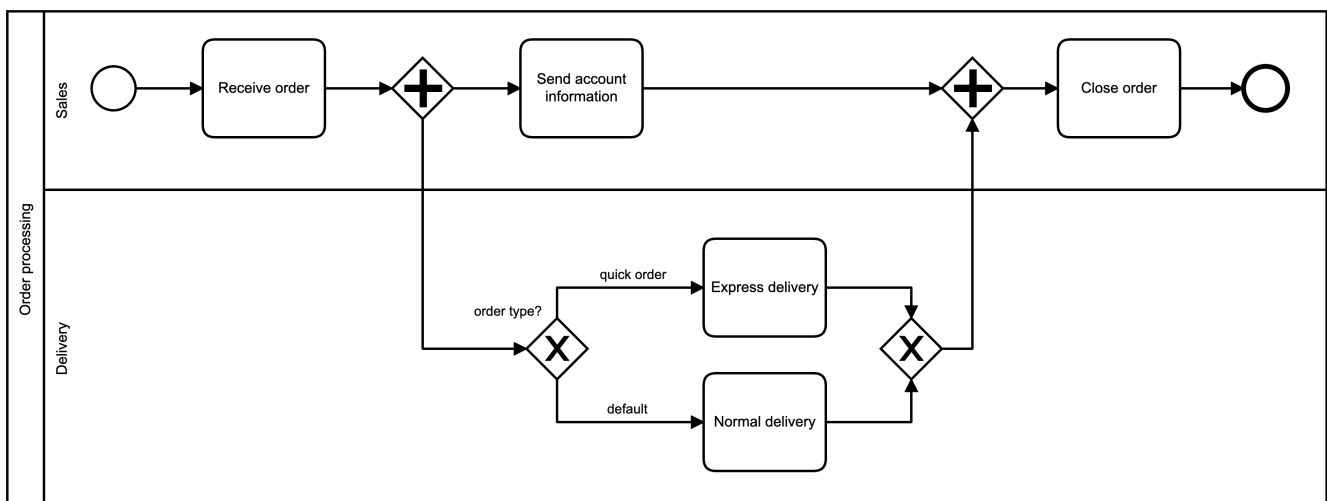 Order processing
Sales
Receive order
Send account
information
Close order
Delivery
order type?
quick order
Express delivery
default
Normal delivery